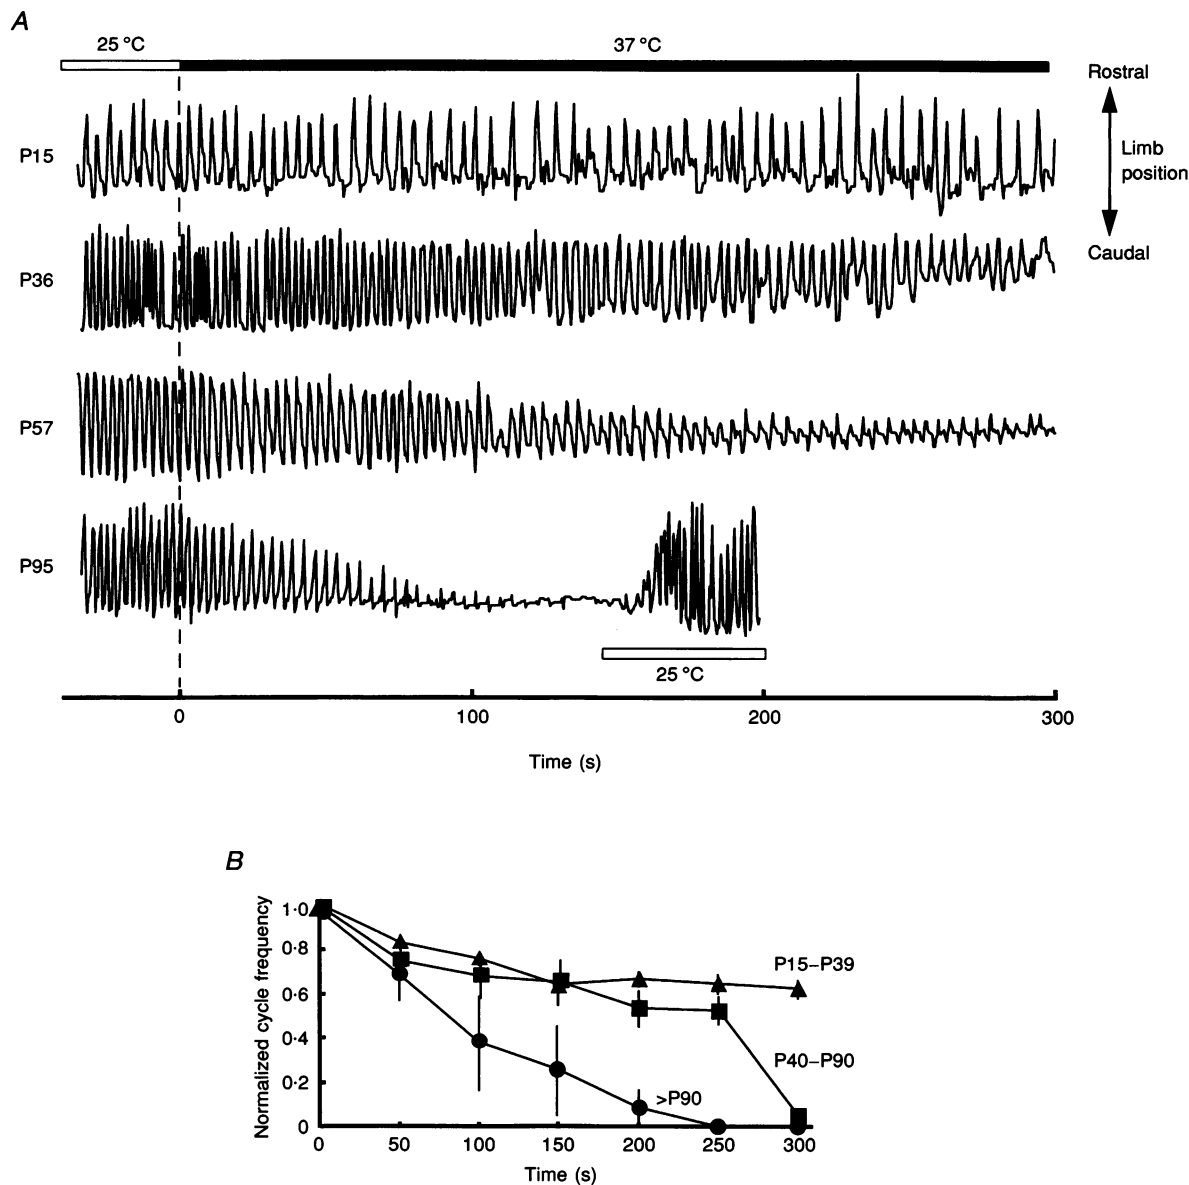 A
25 °C 37 °C
Rostral
Limb
position
Caudal
P15
P36
P57
P95
25 °C
0 100 200 300
Time (s)
B
Normalized cycle frequency
1·0
0·8
0·6
0·4
0·2
0
P15–P39
P40–P90
>P90
0 50 100 150 200 250 300
Time (s)